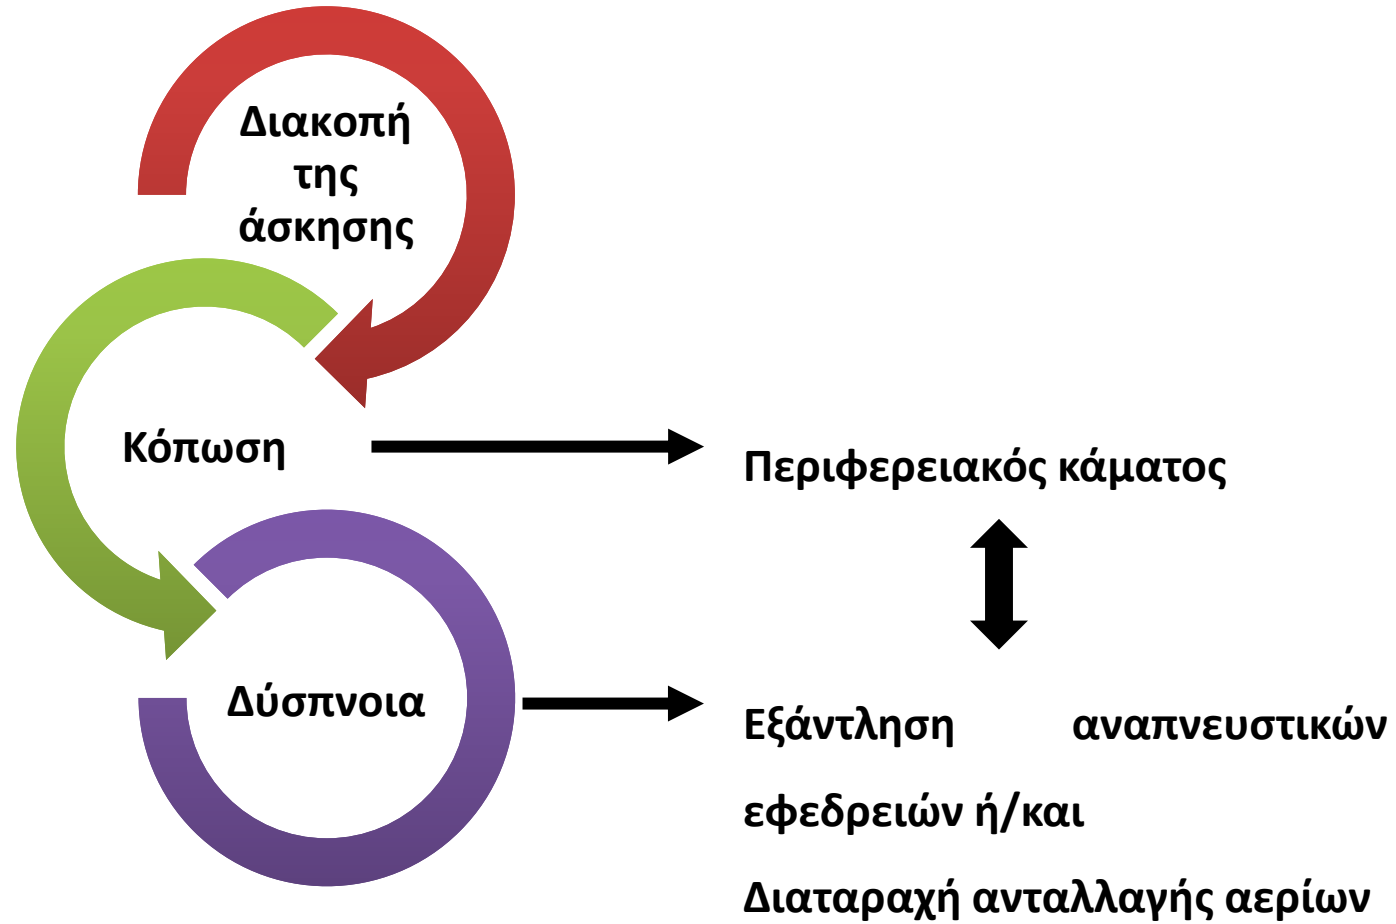 Διακοπή
της
άσκησης
Κόπωση
Περιφερειακός κάματος
Δύσπνοια
Εξάντληση αναπνευστικών
εφεδρειών ή/και
Διαταραχή ανταλλαγής αερίων